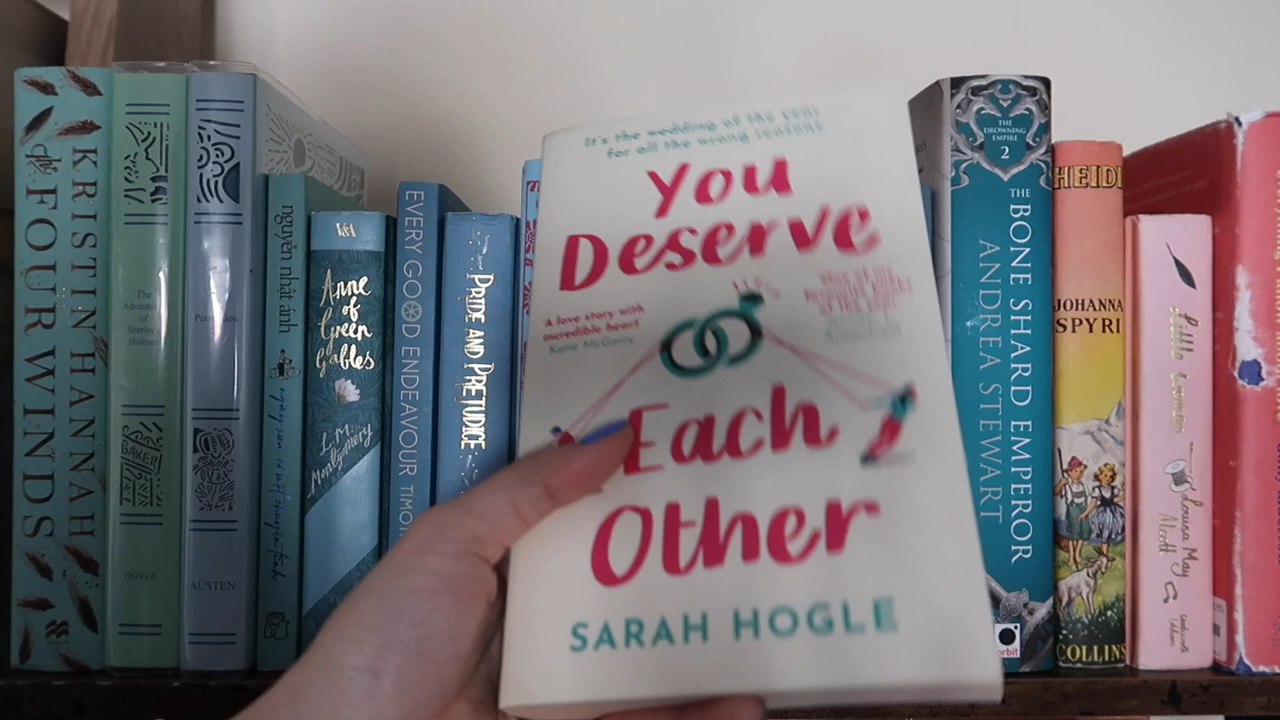 KRISTIN HANNAH
the FOUR WINDS
The
Adventures
of
Sherlock
Holmes
BAKER
DOYLE
Persuasion
AUSTEN
nguyễn nhật ánh
V&A
Anne
of
Green
Gables
L.M.
Montgomery
EVERY GOOD ENDEAVOUR TIMO
PRIDE AND PREJUDICE
It's the wedding of the year
for all the wrong reasons
You
Deserve
'A love story with
incredible heart'
Each
Other
SARAH HOGLE
THE
DROWNING
EMPIRE
2
THE BONE SHARD EMPEROR
ANDREA STEWART
orbit
HEIDI
JOHANNA
SPYRI
COLLINS
Little Women
Louisa May
Alcott